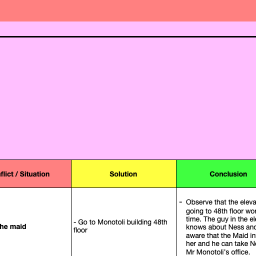 flict / Situation
Solution
Conclusion
he maid
- Go to Monotoli building 48th
floor
- Observe that the eleva
going to 48th floor wor
time. The guy in the ele
knows about Ness and
aware that the Maid in
her and he can take Ne
Mr Monotoli's office.